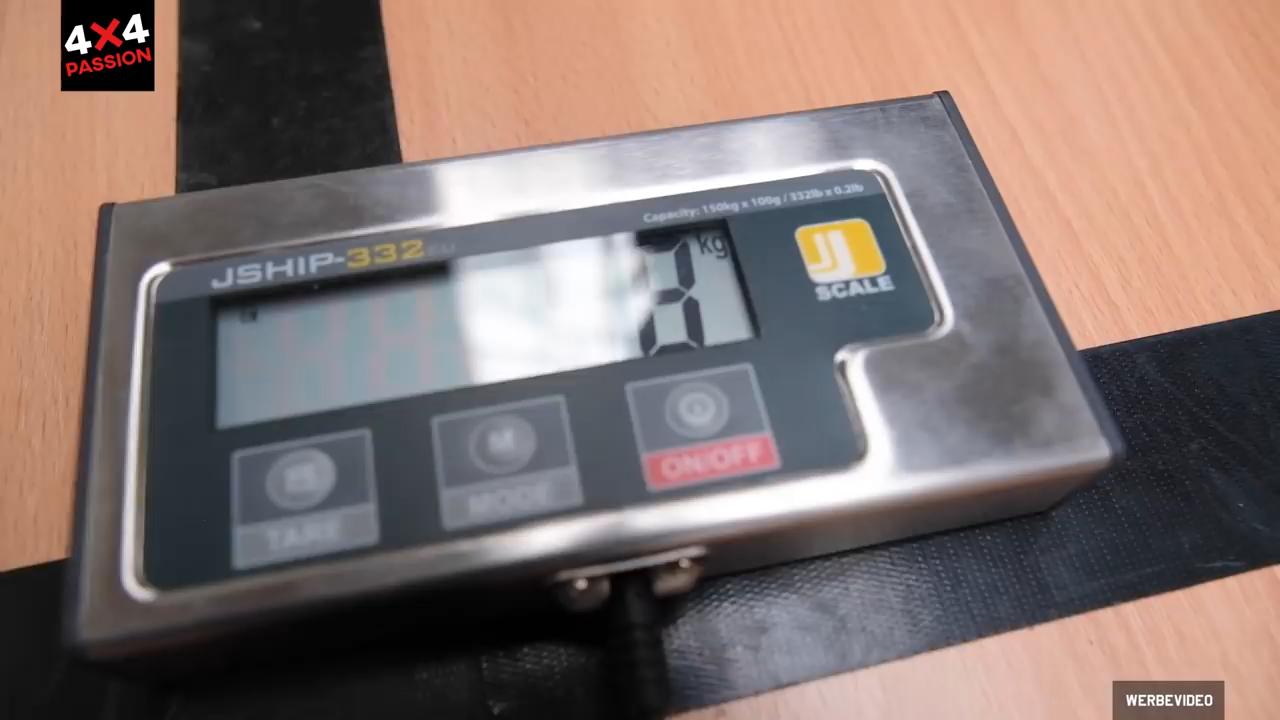 4X4
PASSION
Capacity: 150kg x 100g / 332lb x 0.2lb
JSHIP-332
kg
J
SCALE
TARE
MODE
ON/OFF
WERBEVIDEO